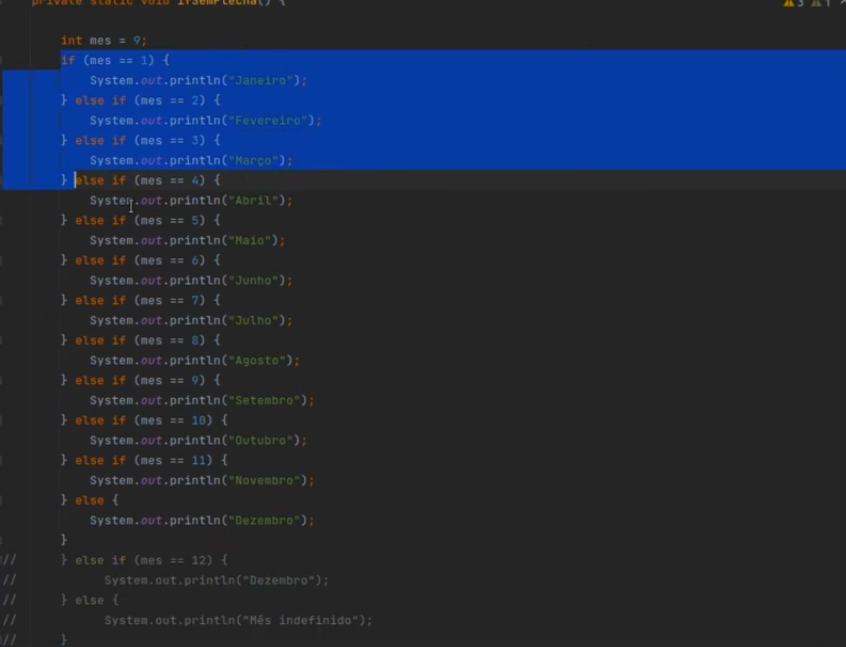 private static void ifSemFlecha() {
3 1
int mes = 9;
if (mes == 1) {
System.out.println("Janeiro");
} else if (mes == 2) {
System.out.println("Fevereiro");
} else if (mes == 3) {
System.out.println("Março");
} else if (mes == 4) {
System.out.println("Abril");
} else if (mes == 5) {
System.out.println("Maio");
} else if (mes == 6) {
System.out.println("Junho");
} else if (mes == 7) {
System.out.println("Julho");
} else if (mes == 8) {
System.out.println("Agosto");
} else if (mes == 9) {
System.out.println("Setembro");
} else if (mes == 10) {
System.out.println("Outubro");
} else if (mes == 11) {
System.out.println("Novembro");
} else {
System.out.println("Dezembro");
}
// } else if (mes == 12) {
// System.out.println("Dezembro");
// } else {
// System.out.println("Mês indefinido");
// }